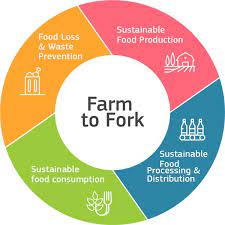 Food Loss
& Waste
Prevention
Sustainable
Food Production
Farm
to Fork
Sustainable
food consumption
Sustainable
Food
Processing &
Distribution